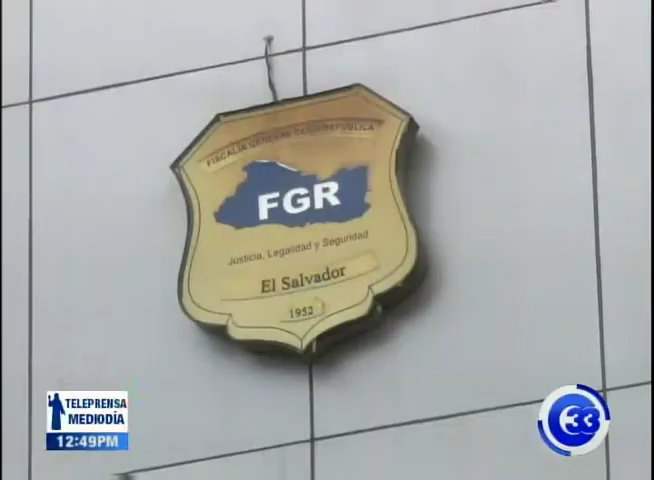 FISCALIA GENERAL DE LA REPUBLICA
FGR
Justicia, Legalidad y Seguridad
El Salvador
1952
TELEPRENSA
MEDIODÍA
12:49PM
33